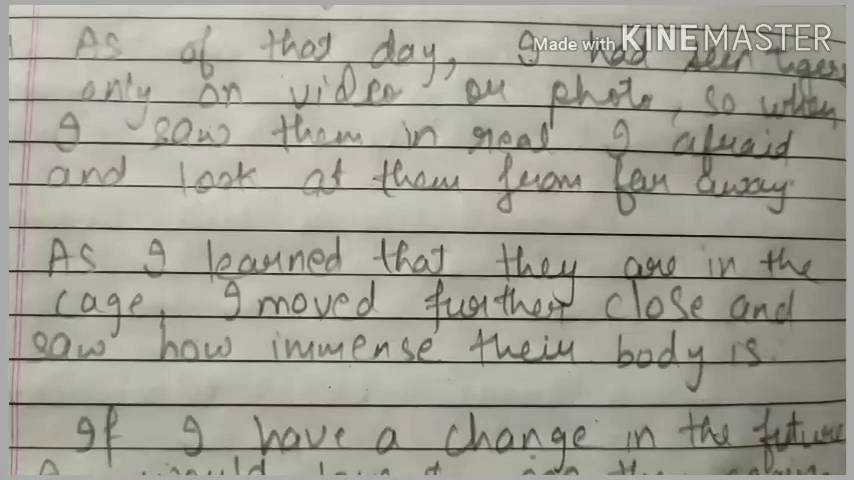 Made with KINEMASTER
As of that day, I had seen tigers
only on video or photo, so when
I saw them in real I afraid
and look at them from far away
As I learned that they are in the
cage, I moved further close and
saw how immense their body is.
If I have a change in the future